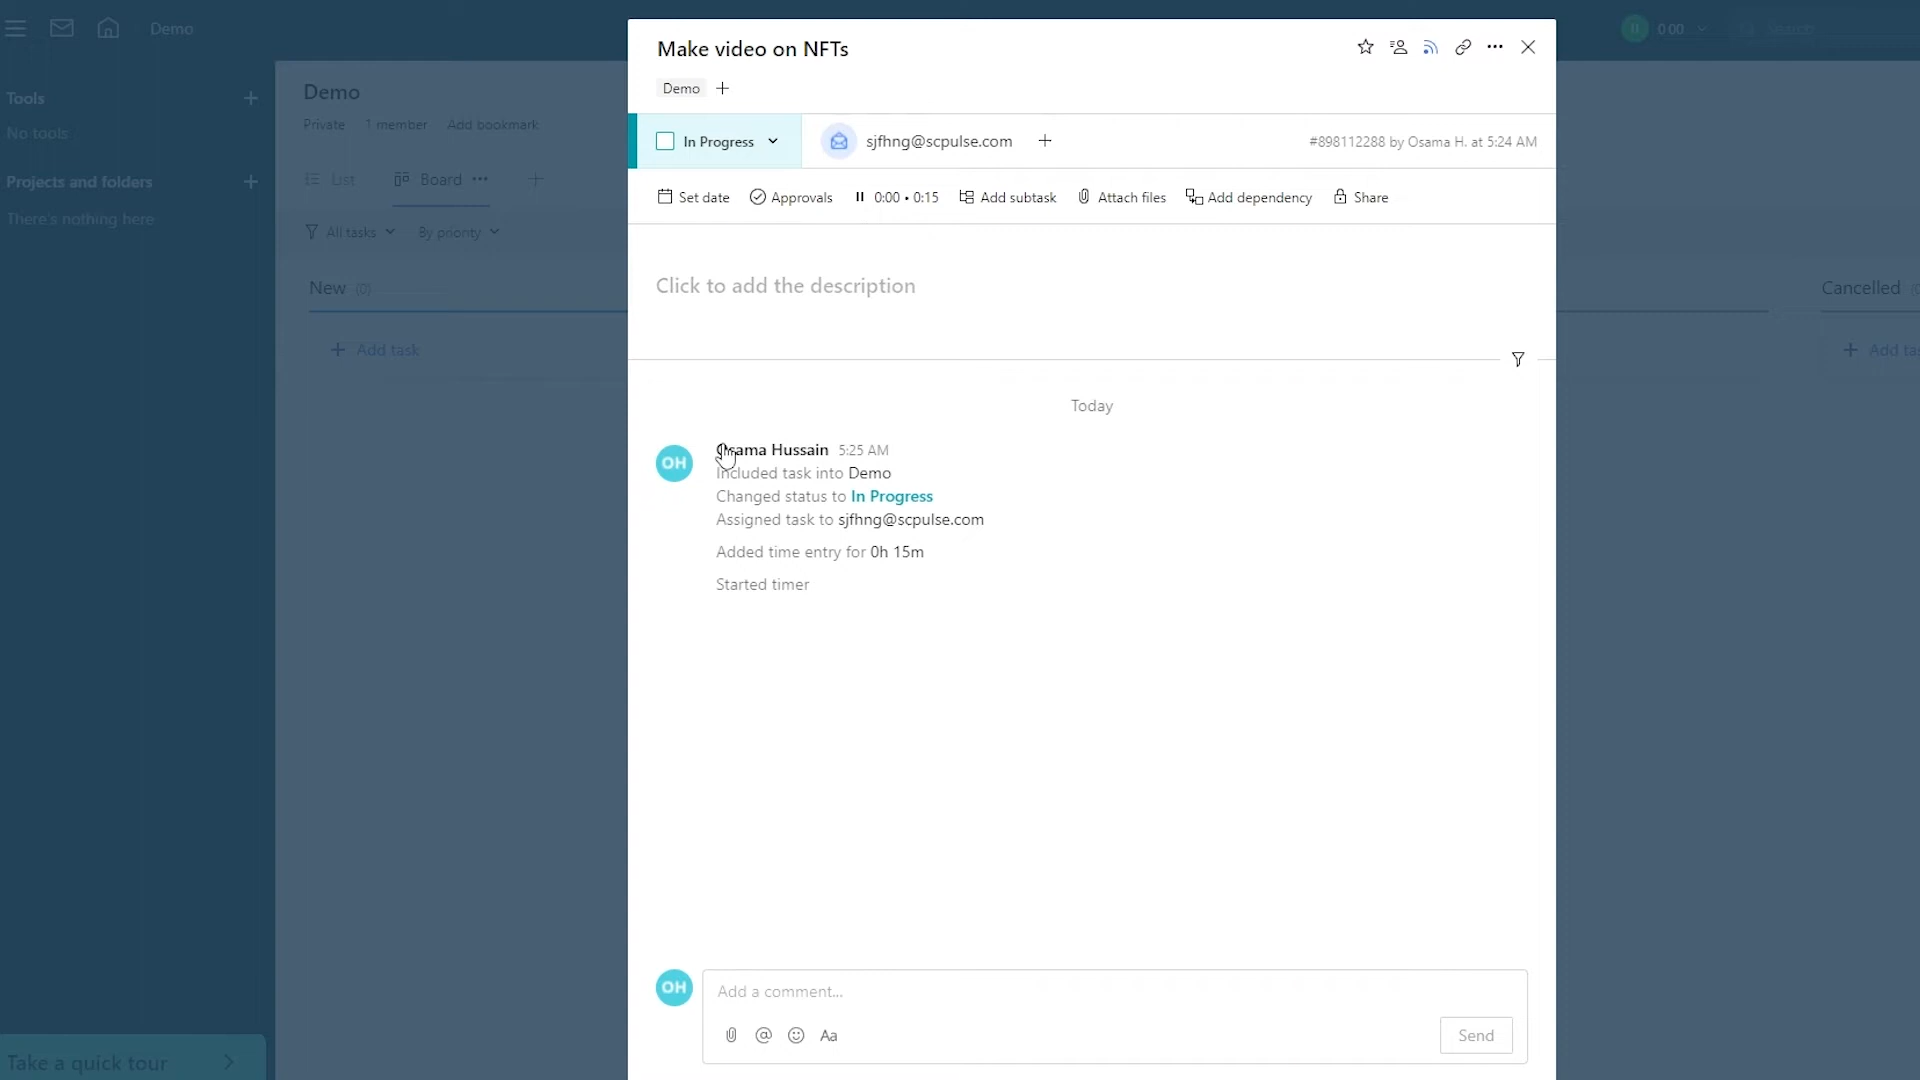 Demo
0:00
Search
Tools
No tools
Projects and folders
There's nothing here
Take a quick tour
Demo
Private 1 member Add bookmark
List Board
All tasks By priority
New (0)
Add task
Make video on NFTs
Demo
In Progress
sjfhng@scpulse.com
#898112288 by Osama H. at 5:24 AM
Set date Approvals 0:00 • 0:15 Add subtask Attach files Add dependency Share
Click to add the description
Today
OH
Osama Hussain 5:25 AM
Included task into Demo
Changed status to In Progress
Assigned task to sjfhng@scpulse.com
Added time entry for 0h 15m
Started timer
OH
Add a comment...
Aa
Send
Cancelled
Add